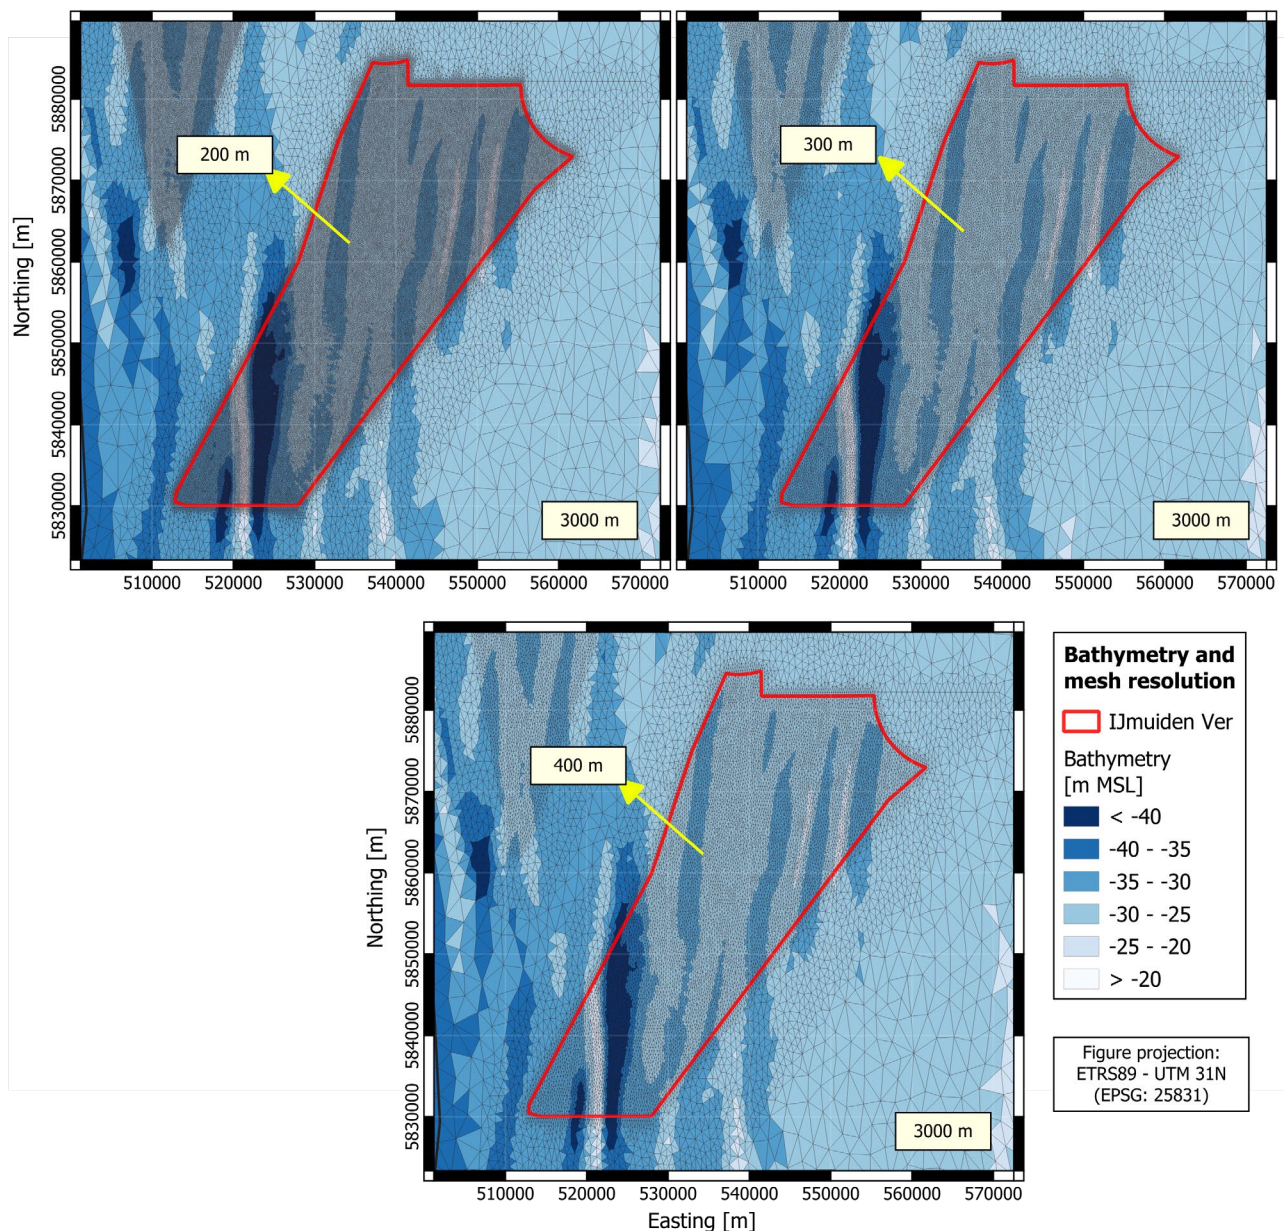 Northing [m]
5880000
5870000
5860000
5850000
5840000
5830000
200 m
3000 m
510000 520000 530000 540000 550000 560000 570000
300 m
3000 m
510000 520000 530000 540000 550000 560000 570000
Northing [m]
5880000
5870000
5860000
5850000
5840000
5830000
400 m
3000 m
510000 520000 530000 540000 550000 560000 570000
Easting [m]
Bathymetry and
mesh resolution
IJmuiden Ver
Bathymetry
[m MSL]
< -40
-40 - -35
-35 - -30
-30 - -25
-25 - -20
> -20
Figure projection:
ETRS89 - UTM 31N
(EPSG: 25831)